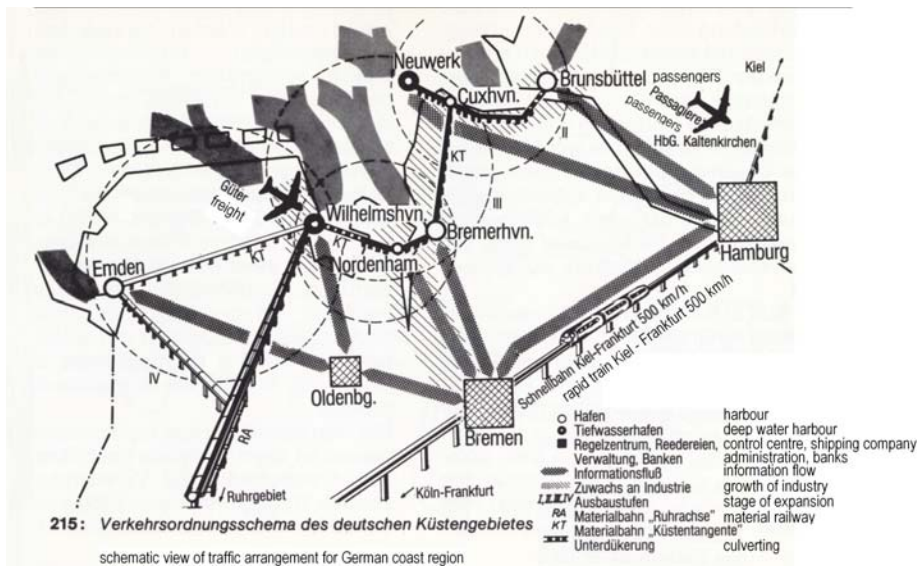 Kiel
Neuwerk
Cuxhvn.
Brunsbüttel
passengers
Passagiere
passengers
HbG. Kaltenkirchen
II
KT
III
Güter
freight
Wilhelmshvn.
KT
Nordenham
Bremerhvn.
Hamburg
Emden
KT
I
IV
Oldenbg.
RA
Bremen
Schnellbahn Kiel-Frankfurt 500 km/h
rapid train Kiel - Frankfurt 500 km/h
Ruhrgebiet
Köln-Frankfurt
Hafen harbour
Tiefwasserhafen deep water harbour
Regelzentrum, Reedereien, control centre, shipping company
Verwaltung, Banken administration, banks
Informationsfluß information flow
Zuwachs an Industrie growth of industry
I,II,III,IV Ausbaustufen stage of expansion
RA Materialbahn „Ruhrachse" material railway
KT Materialbahn „Küstentangente"
Unterdükerung culverting
215: Verkehrsordnungsschema des deutschen Küstengebietes
schematic view of traffic arrangement for German coast region